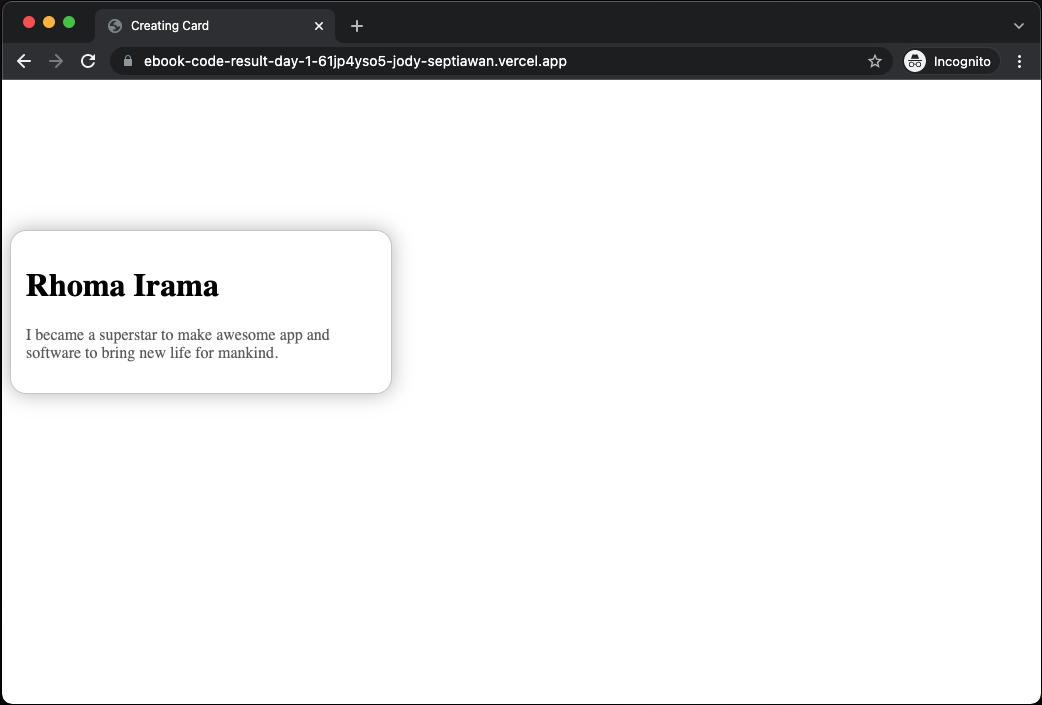 Creating Card
ebook-code-result-day-1-61jp4yso5-jody-septiawan.vercel.app
Incognito
Rhoma Irama
I became a superstar to make awesome app and
software to bring new life for mankind.